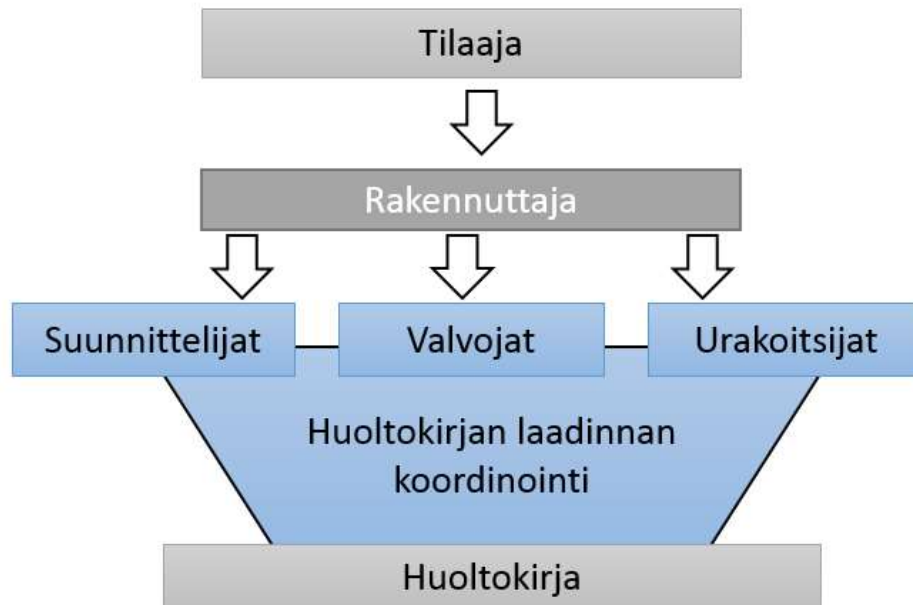 Tilaaja
Rakennuttaja
Suunnittelijat
Valvojat
Urakoitsijat
Huoltokirjan laadinnan
koordinointi
Huoltokirja